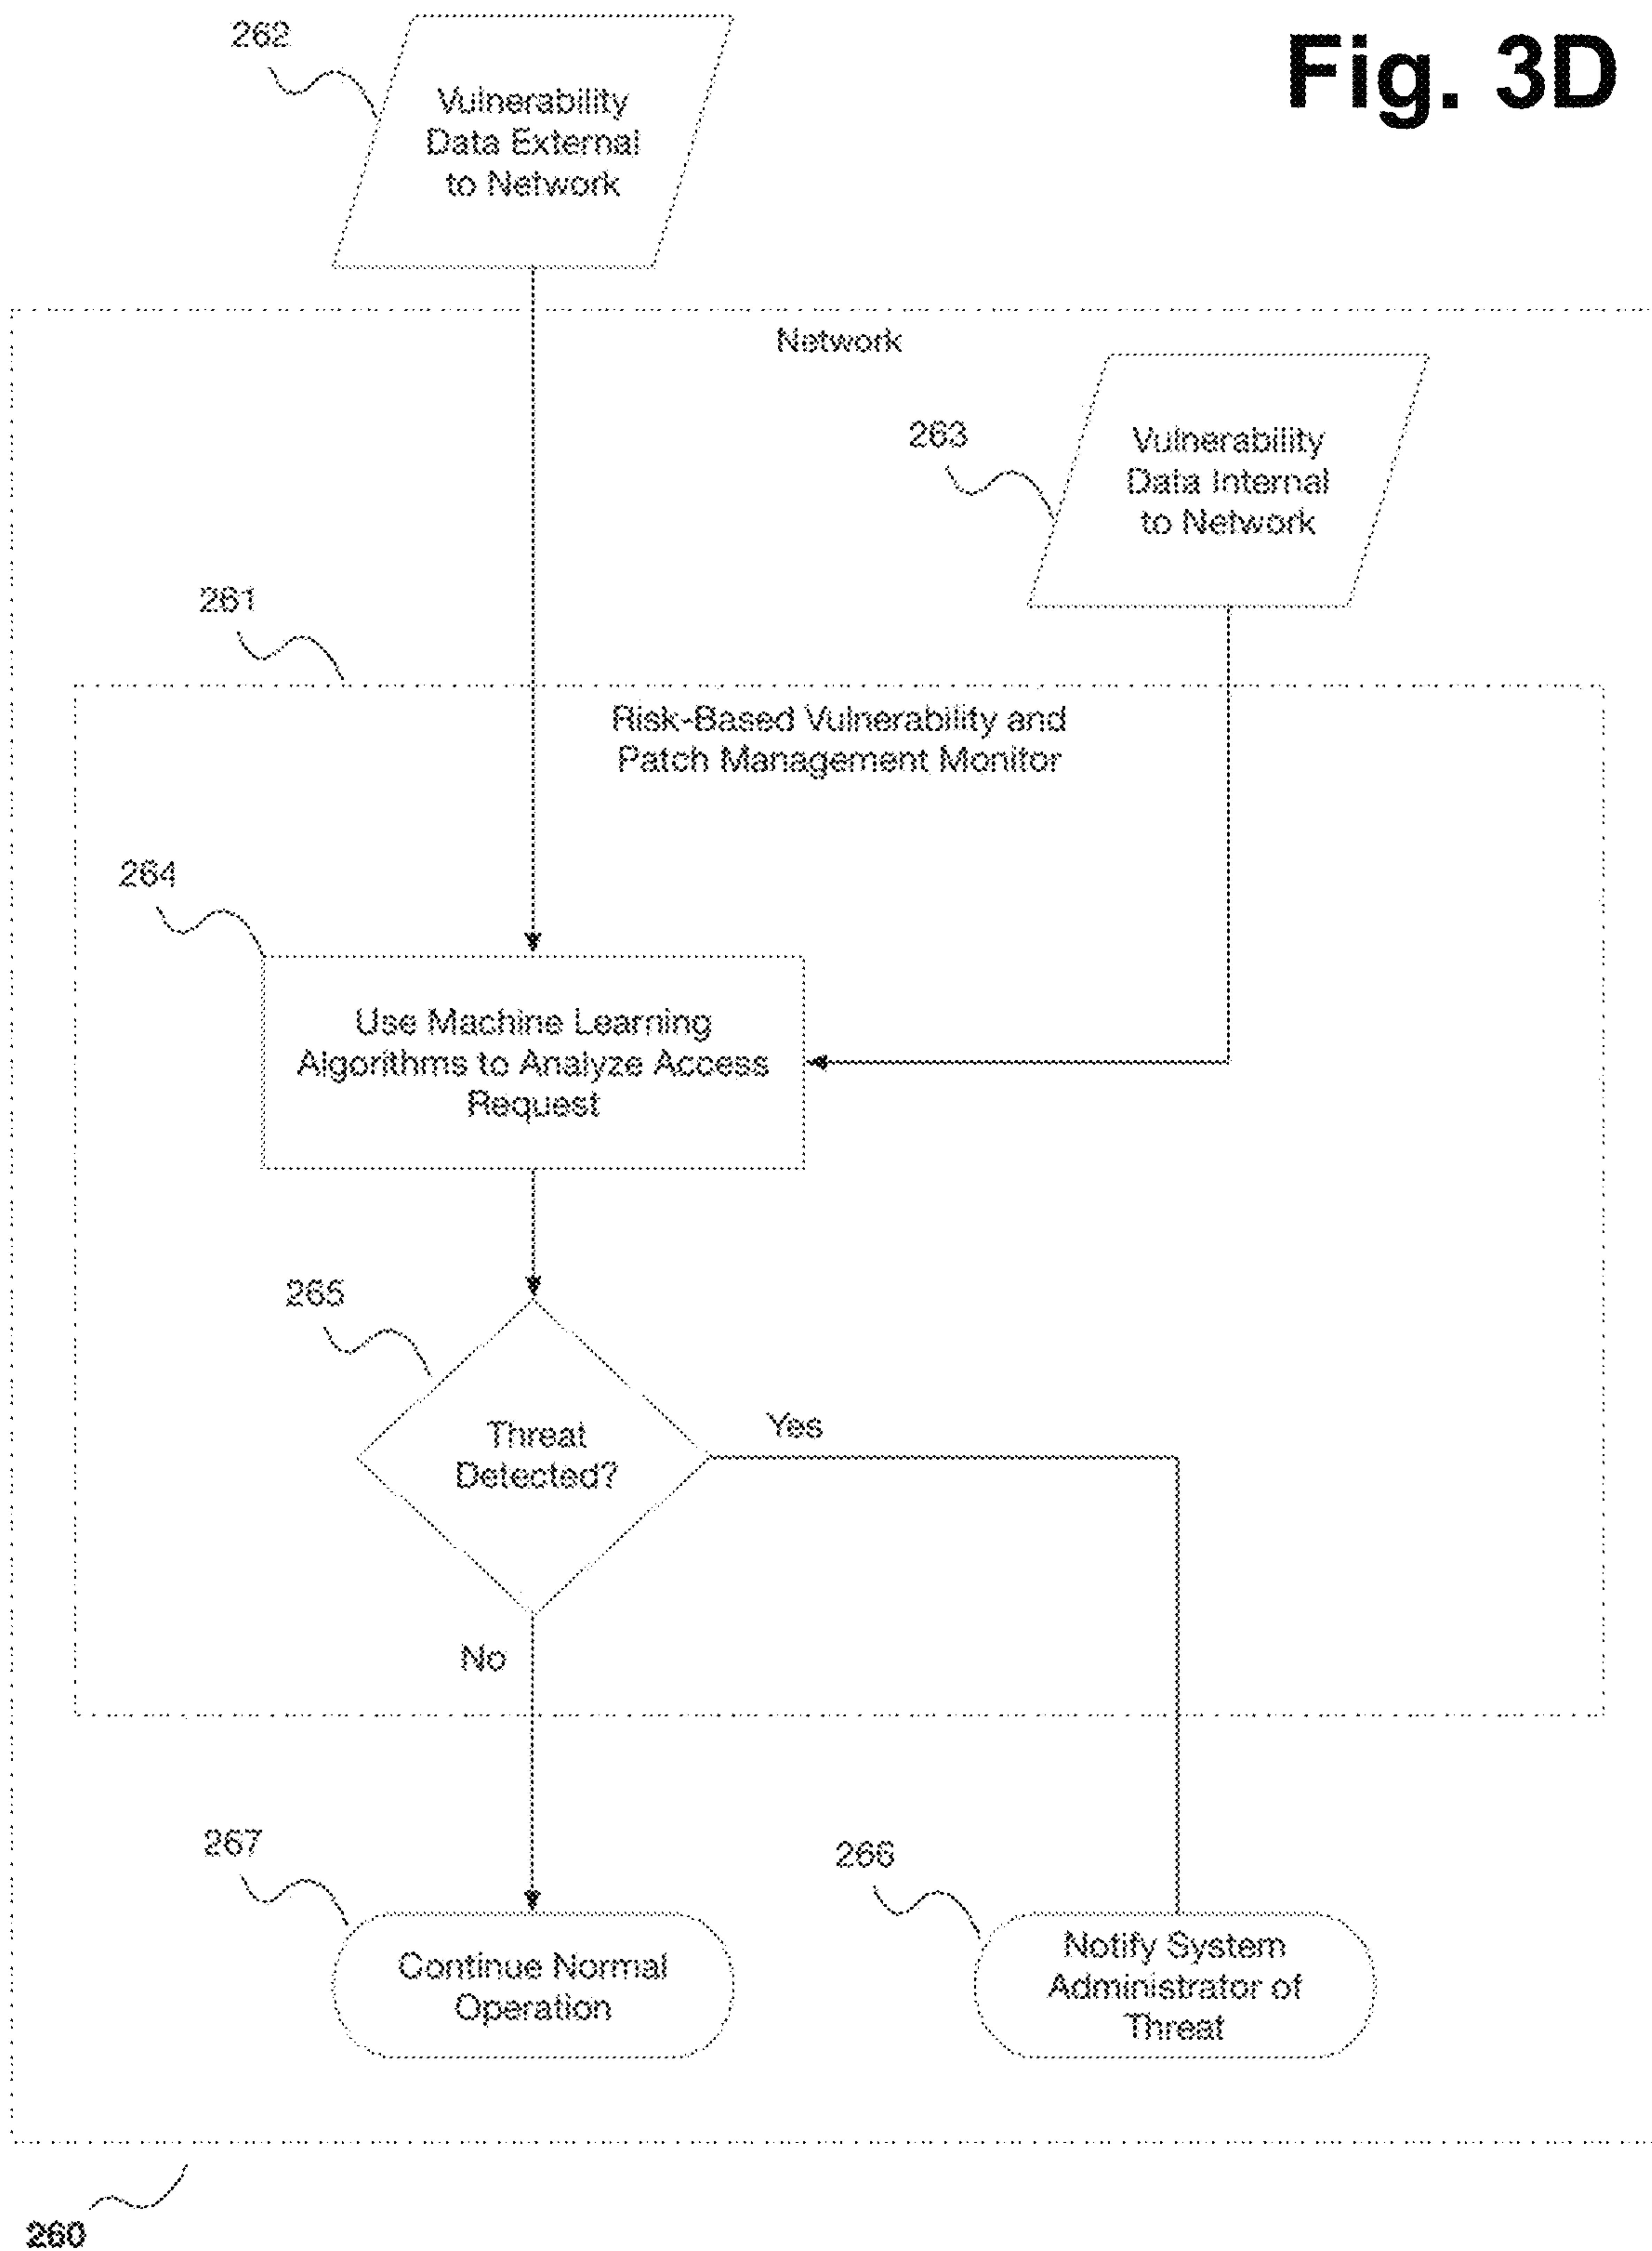 Fig. 3D
262
Vulnerability
Data External
to Network
Network
263
Vulnerability
Data Internal
to Network
261
Risk-Based Vulnerability and
Patch Management Monitor
264
Use Machine Learning
Algorithms to Analyze Access
Request
265
Threat
Detected?
Yes
No
267
Continue Normal
Operation
266
Notify System
Administrator of
Threat
260